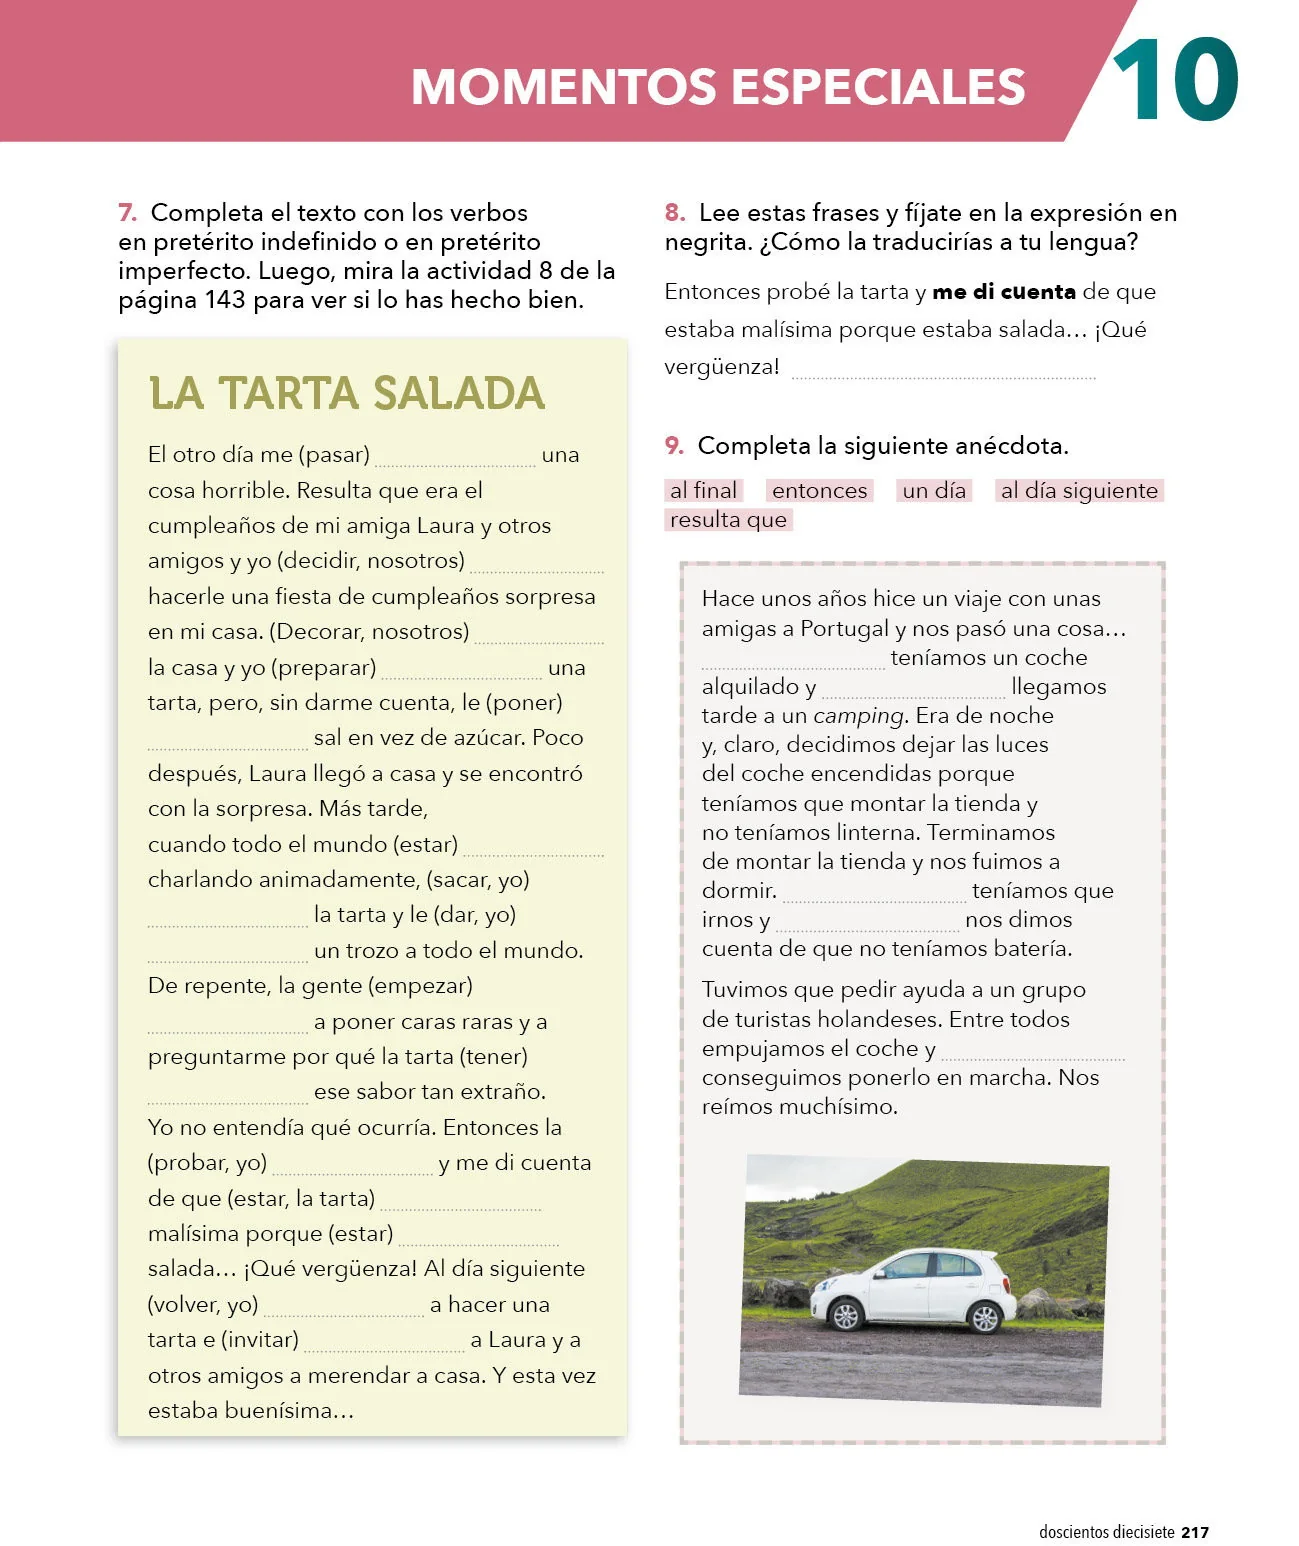 MOMENTOS ESPECIALES
10
7. Completa el texto con los verbos
en pretérito indefinido o en pretérito
imperfecto. Luego, mira la actividad 8 de la
página 143 para ver si lo has hecho bien.
LA TARTA SALADA
El otro día me (pasar) una
cosa horrible. Resulta que era el
cumpleaños de mi amiga Laura y otros
amigos y yo (decidir, nosotros)
hacerle una fiesta de cumpleaños sorpresa
en mi casa. (Decorar, nosotros)
la casa y yo (preparar) una
tarta, pero, sin darme cuenta, le (poner)
sal en vez de azúcar. Poco
después, Laura llegó a casa y se encontró
con la sorpresa. Más tarde,
cuando todo el mundo (estar)
charlando animadamente, (sacar, yo)
la tarta y le (dar, yo)
un trozo a todo el mundo.
De repente, la gente (empezar)
a poner caras raras y a
preguntarme por qué la tarta (tener)
ese sabor tan extraño.
Yo no entendía qué ocurría. Entonces la
(probar, yo) y me di cuenta
de que (estar, la tarta)
malísima porque (estar)
salada… ¡Qué vergüenza! Al día siguiente
(volver, yo) a hacer una
tarta e (invitar) a Laura y a
otros amigos a merendar a casa. Y esta vez
estaba buenísima…
8. Lee estas frases y fíjate en la expresión en
negrita. ¿Cómo la traducirías a tu lengua?
Entonces probé la tarta y me di cuenta de que
estaba malísima porque estaba salada… ¡Qué
vergüenza!
9. Completa la siguiente anécdota.
al final entonces un día al día siguiente
resulta que
Hace unos años hice un viaje con unas
amigas a Portugal y nos pasó una cosa…
teníamos un coche
alquilado y llegamos
tarde a un camping. Era de noche
y, claro, decidimos dejar las luces
del coche encendidas porque
teníamos que montar la tienda y
no teníamos linterna. Terminamos
de montar la tienda y nos fuimos a
dormir. teníamos que
irnos y nos dimos
cuenta de que no teníamos batería.
Tuvimos que pedir ayuda a un grupo
de turistas holandeses. Entre todos
empujamos el coche y
conseguimos ponerlo en marcha. Nos
reímos muchísimo.
doscientos diecisiete 217